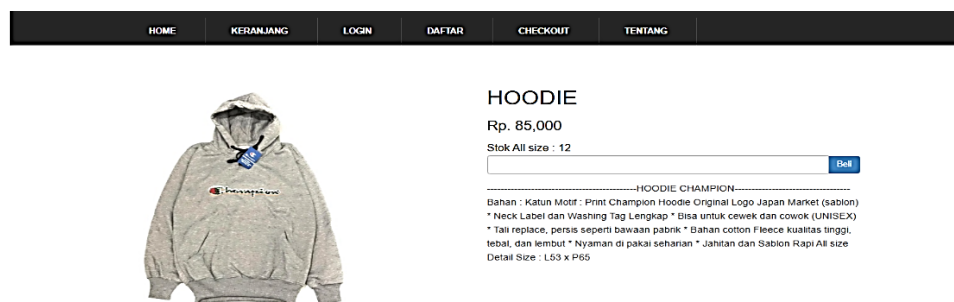 HOME KERANJANG LOGIN DAFTAR CHECKOUT TENTANG
HOODIE
Rp. 85,000
Stok All size : 12
Beli
--------------------------------------------HOODIE CHAMPION----------------------------------
Bahan : Katun Motif : Print Champion Hoodie Original Logo Japan Market (sablon)
* Neck Label dan Washing Tag Lengkap * Bisa untuk cewek dan cowok (UNISEX)
* Tali replace, persis seperti bawaan pabrik * Bahan cotton Fleece kualitas tinggi,
tebal, dan lembut * Nyaman di pakai seharian * Jahitan dan Sablon Rapi All size
Detail Size : L53 x P65
Champion